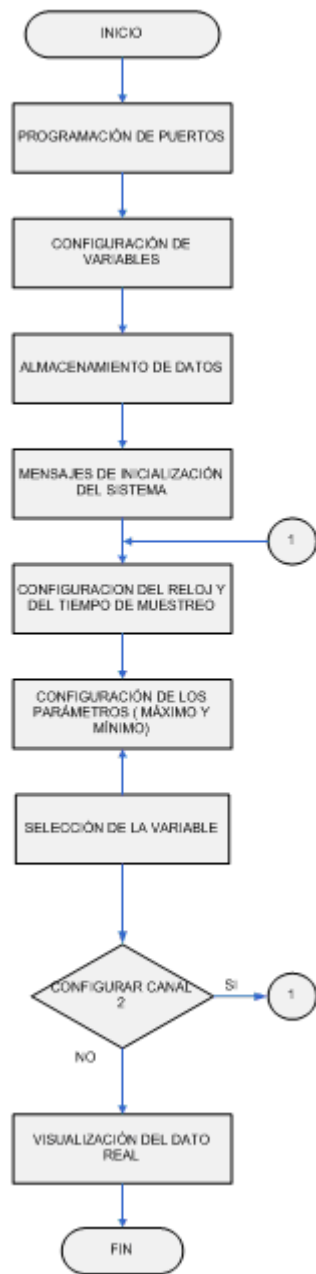 INICIO
PROGRAMACIÓN DE PUERTOS
CONFIGURACIÓN DE
VARIABLES
ALMACENAMIENTO DE DATOS
MENSAJES DE INICIALIZACIÓN
DEL SISTEMA
1
CONFIGURACION DEL RELOJ Y
DEL TIEMPO DE MUESTREO
CONFIGURACIÓN DE LOS
PARÁMETROS ( MÁXIMO Y
MÍNIMO)
SELECCIÓN DE LA VARIABLE
CONFIGURAR CANAL
2
SI
1
NO
VISUALIZACIÓN DEL DATO
REAL
FIN